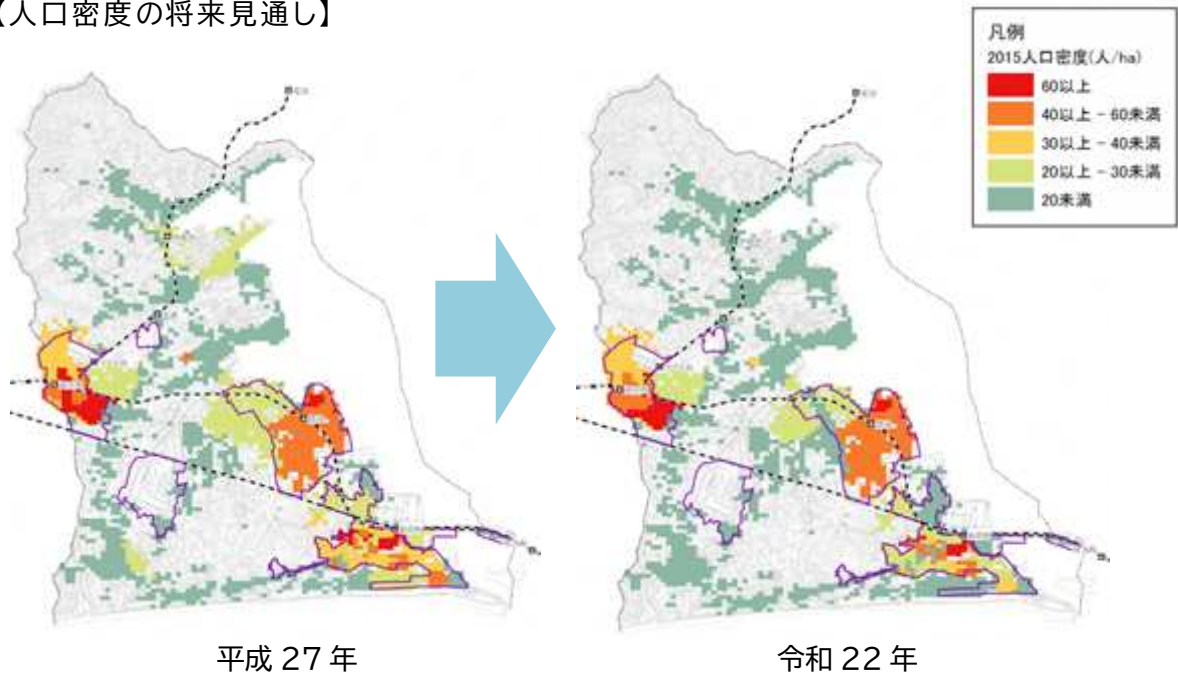 【人口密度の将来見通し】
凡例
2015人口密度(人/ha)
60以上
40以上 - 60未満
30以上 - 40未満
20以上 - 30未満
20未満
平成 27 年
令和 22 年